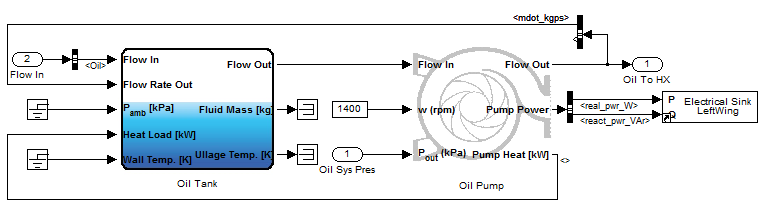 <mdot_kgps>
2
Flow In
<Oil>
Flow In
Flow Out
Flow Rate Out
Pamb [kPa]
Fluid Mass [kg]
Heat Load [kW]
Wall Temp. [K]
Ullage Temp. [K]
Oil Tank
1400
1
Oil Sys Pres
Flow In
Flow Out
w (rpm)
Pump Power
Pout (kPa)
Pump Heat [kW]
Oil Pump
<>
1
Oil To HX
<real_pwr_W>
<react_pwr_VAr>
P
Q
Electrical Sink
LeftWing